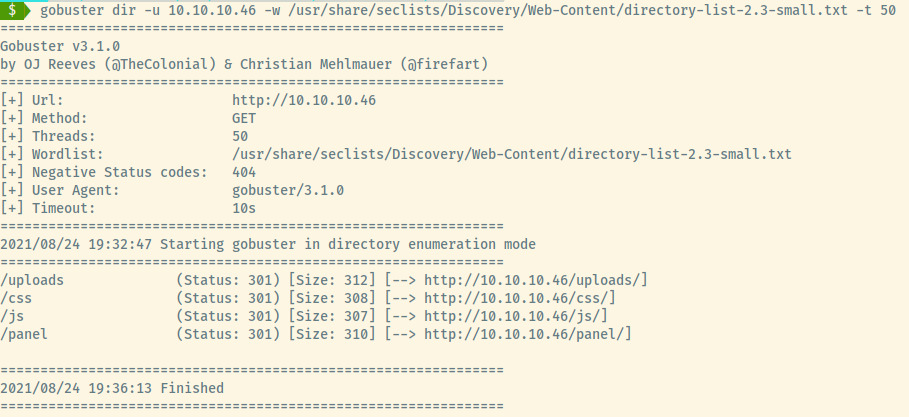 $ gobuster dir -u 10.10.10.46 -w /usr/share/seclists/Discovery/Web-Content/directory-list-2.3-small.txt -t 50
===============================================================
Gobuster v3.1.0
by OJ Reeves (@TheColonial) & Christian Mehlmauer (@firefart)
===============================================================
[+] Url:                     http://10.10.10.46
[+] Method:                  GET
[+] Threads:                 50
[+] Wordlist:                /usr/share/seclists/Discovery/Web-Content/directory-list-2.3-small.txt
[+] Negative Status codes:   404
[+] User Agent:              gobuster/3.1.0
[+] Timeout:                 10s
===============================================================
2021/08/24 19:32:47 Starting gobuster in directory enumeration mode
===============================================================
/uploads              (Status: 301) [Size: 312] [--> http://10.10.10.46/uploads/]
/css                  (Status: 301) [Size: 308] [--> http://10.10.10.46/css/]
/js                   (Status: 301) [Size: 307] [--> http://10.10.10.46/js/]
/panel                (Status: 301) [Size: 310] [--> http://10.10.10.46/panel/]
===============================================================
2021/08/24 19:36:13 Finished
===============================================================